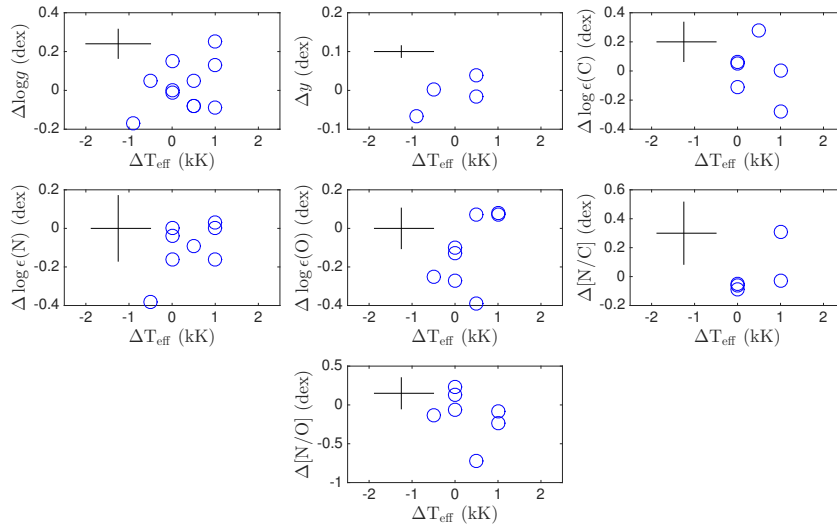 0.4
0.2
0
-0.2
-2 -1 0 1 2
ΔT_eff (kK)
Δlogg (dex)
0.2
0.1
0
-0.1
-2 -1 0 1 2
ΔT_eff (kK)
Δy (dex)
0.4
0.2
0
-0.2
-0.4
-2 -1 0 1 2
ΔT_eff (kK)
Δ log ϵ(C) (dex)
0.2
0
-0.2
-0.4
-2 -1 0 1 2
ΔT_eff (kK)
Δ log ϵ(N) (dex)
0.2
0
-0.2
-0.4
-2 -1 0 1 2
ΔT_eff (kK)
Δ log ϵ(O) (dex)
0.6
0.4
0.2
0
-0.2
-2 -1 0 1 2
ΔT_eff (kK)
Δ[N/C] (dex)
0.5
0
-0.5
-1
-2 -1 0 1 2
ΔT_eff (kK)
Δ[N/O] (dex)